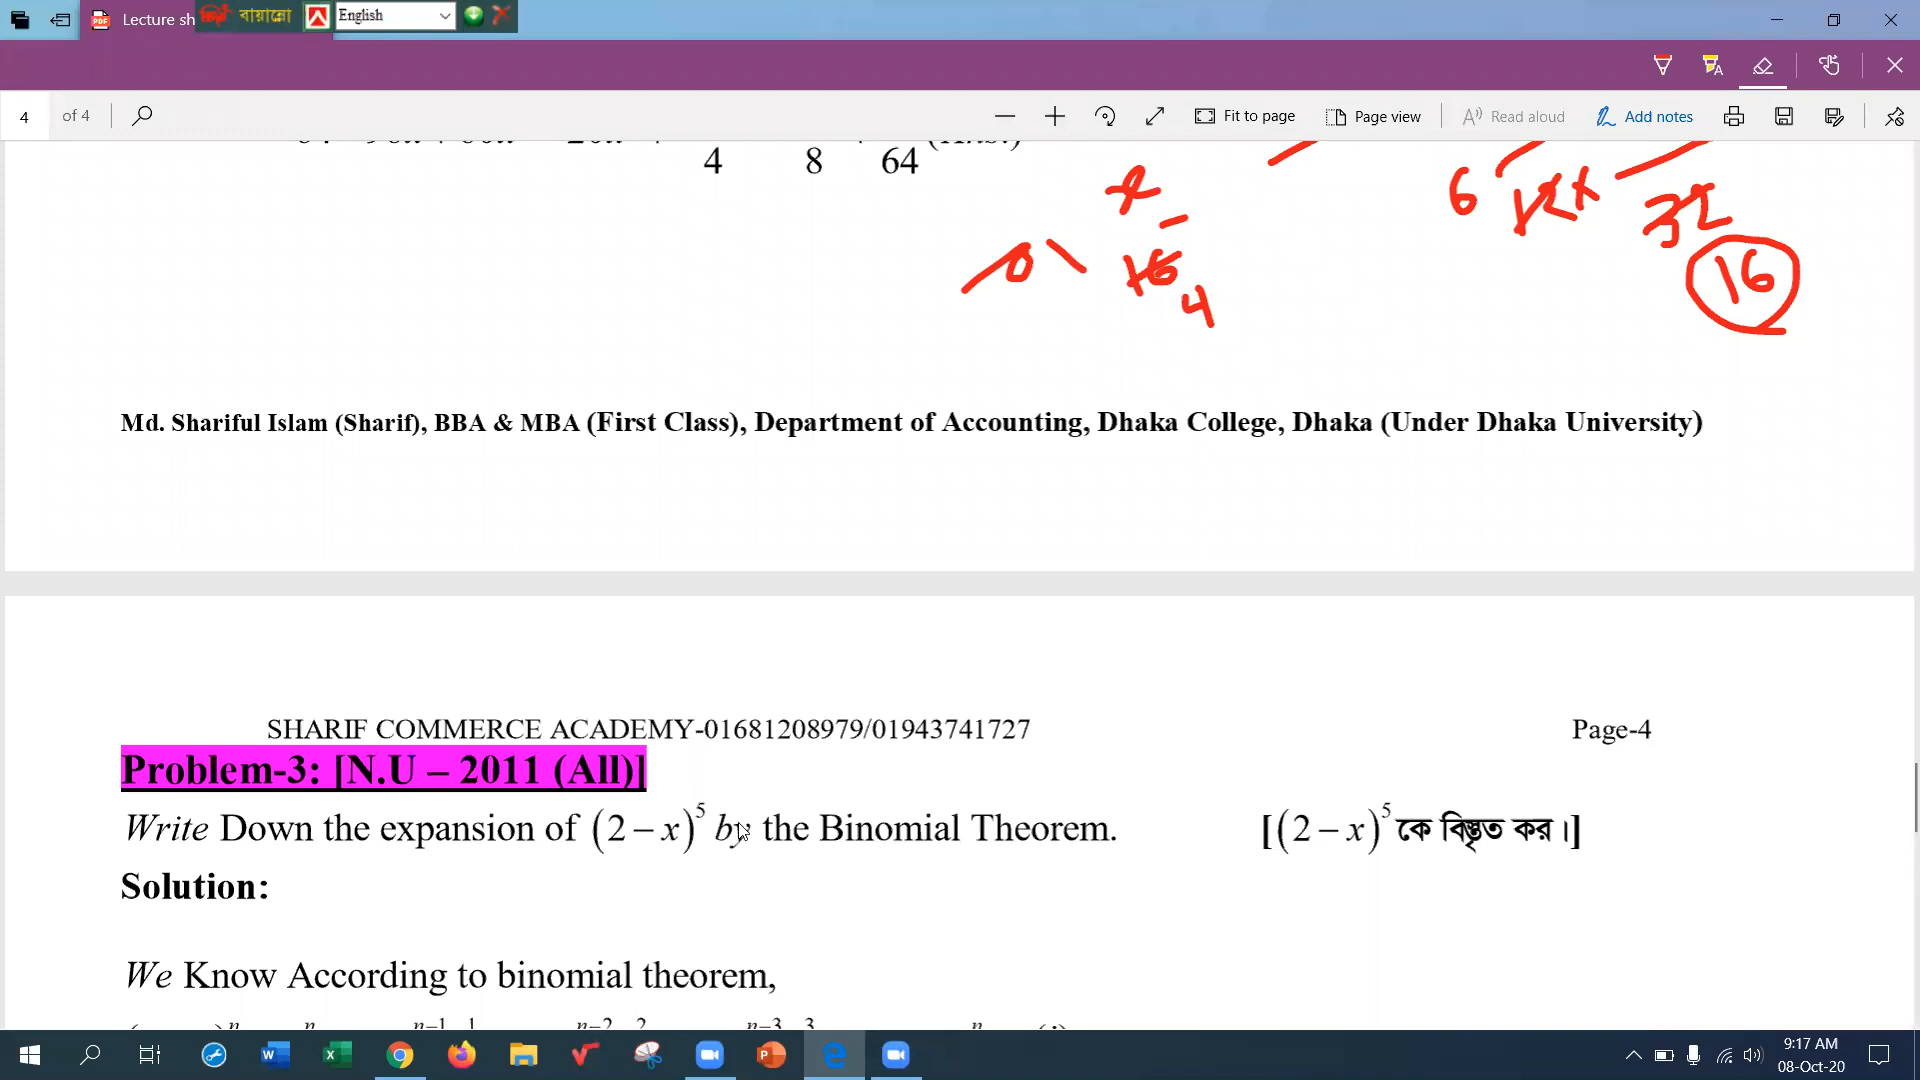 Lecture sh
বায়ান্নো
English
4 of 4
Fit to page
Page view
Read aloud
Add notes
4 8 64
x
6 12x 32
16
16
4
Md. Shariful Islam (Sharif), BBA & MBA (First Class), Department of Accounting, Dhaka College, Dhaka (Under Dhaka University)
SHARIF COMMERCE ACADEMY-01681208979/01943741727 Page-4
Problem-3: [N.U – 2011 (All)]
Write Down the expansion of (2 – x)⁵ by the Binomial Theorem. [(2 – x)⁵ কে বিস্তৃত কর।]
Solution:
We Know According to binomial theorem,
9:17 AM
08-Oct-20